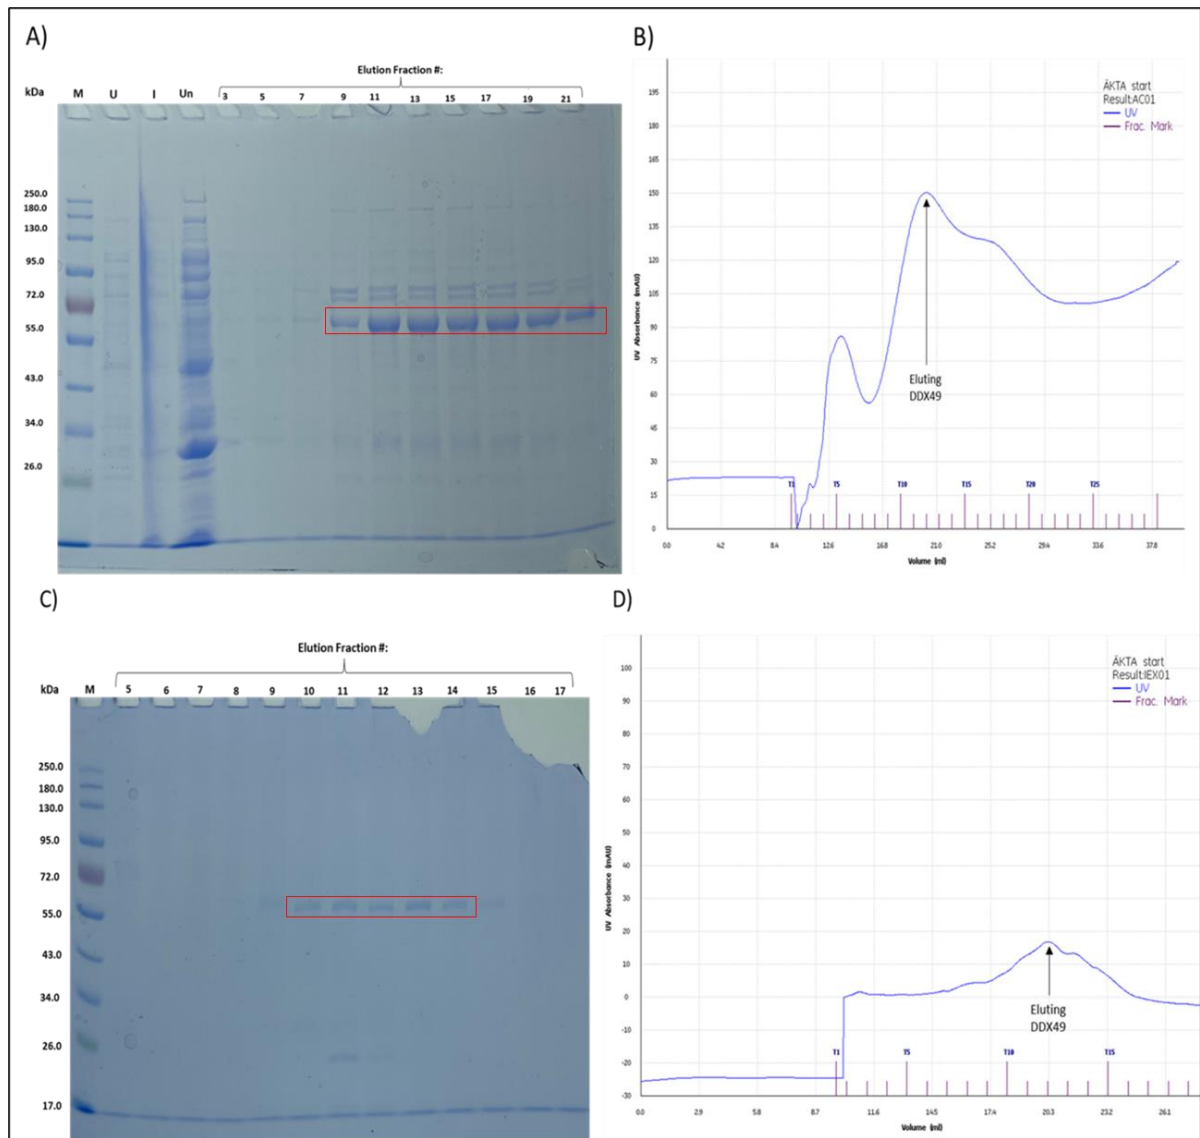 A)
Elution Fraction #:
kDa M U I Un 3 5 7 9 11 13 15 17 19 21
250.0
180.0
130.0
95.0
72.0
55.0
43.0
34.0
26.0
B)
ÄKTA start
Result:AC01
UV
Frac. Mark
195
180
165
150
135
120
105
90
75
60
45
30
15
0
UV Absorbance (mAU)
Eluting
DDX49
T1 T5 T10 T15 T20 T25
0.0 4.2 8.4 12.6 16.8 21.0 25.2 29.4 33.6 37.8
Volume (ml)
C)
Elution Fraction #:
kDa M 5 6 7 8 9 10 11 12 13 14 15 16 17
250.0
180.0
130.0
95.0
72.0
55.0
43.0
34.0
26.0
17.0
D)
ÄKTA start
Result:IEX01
UV
Frac. Mark
100
90
80
70
60
50
40
30
20
10
0
-10
-20
-30
UV Absorbance (mAU)
Eluting
DDX49
T1 T5 T10 T15
0.0 2.9 5.8 8.7 11.6 14.5 17.4 20.3 23.2 26.1
Volume (ml)